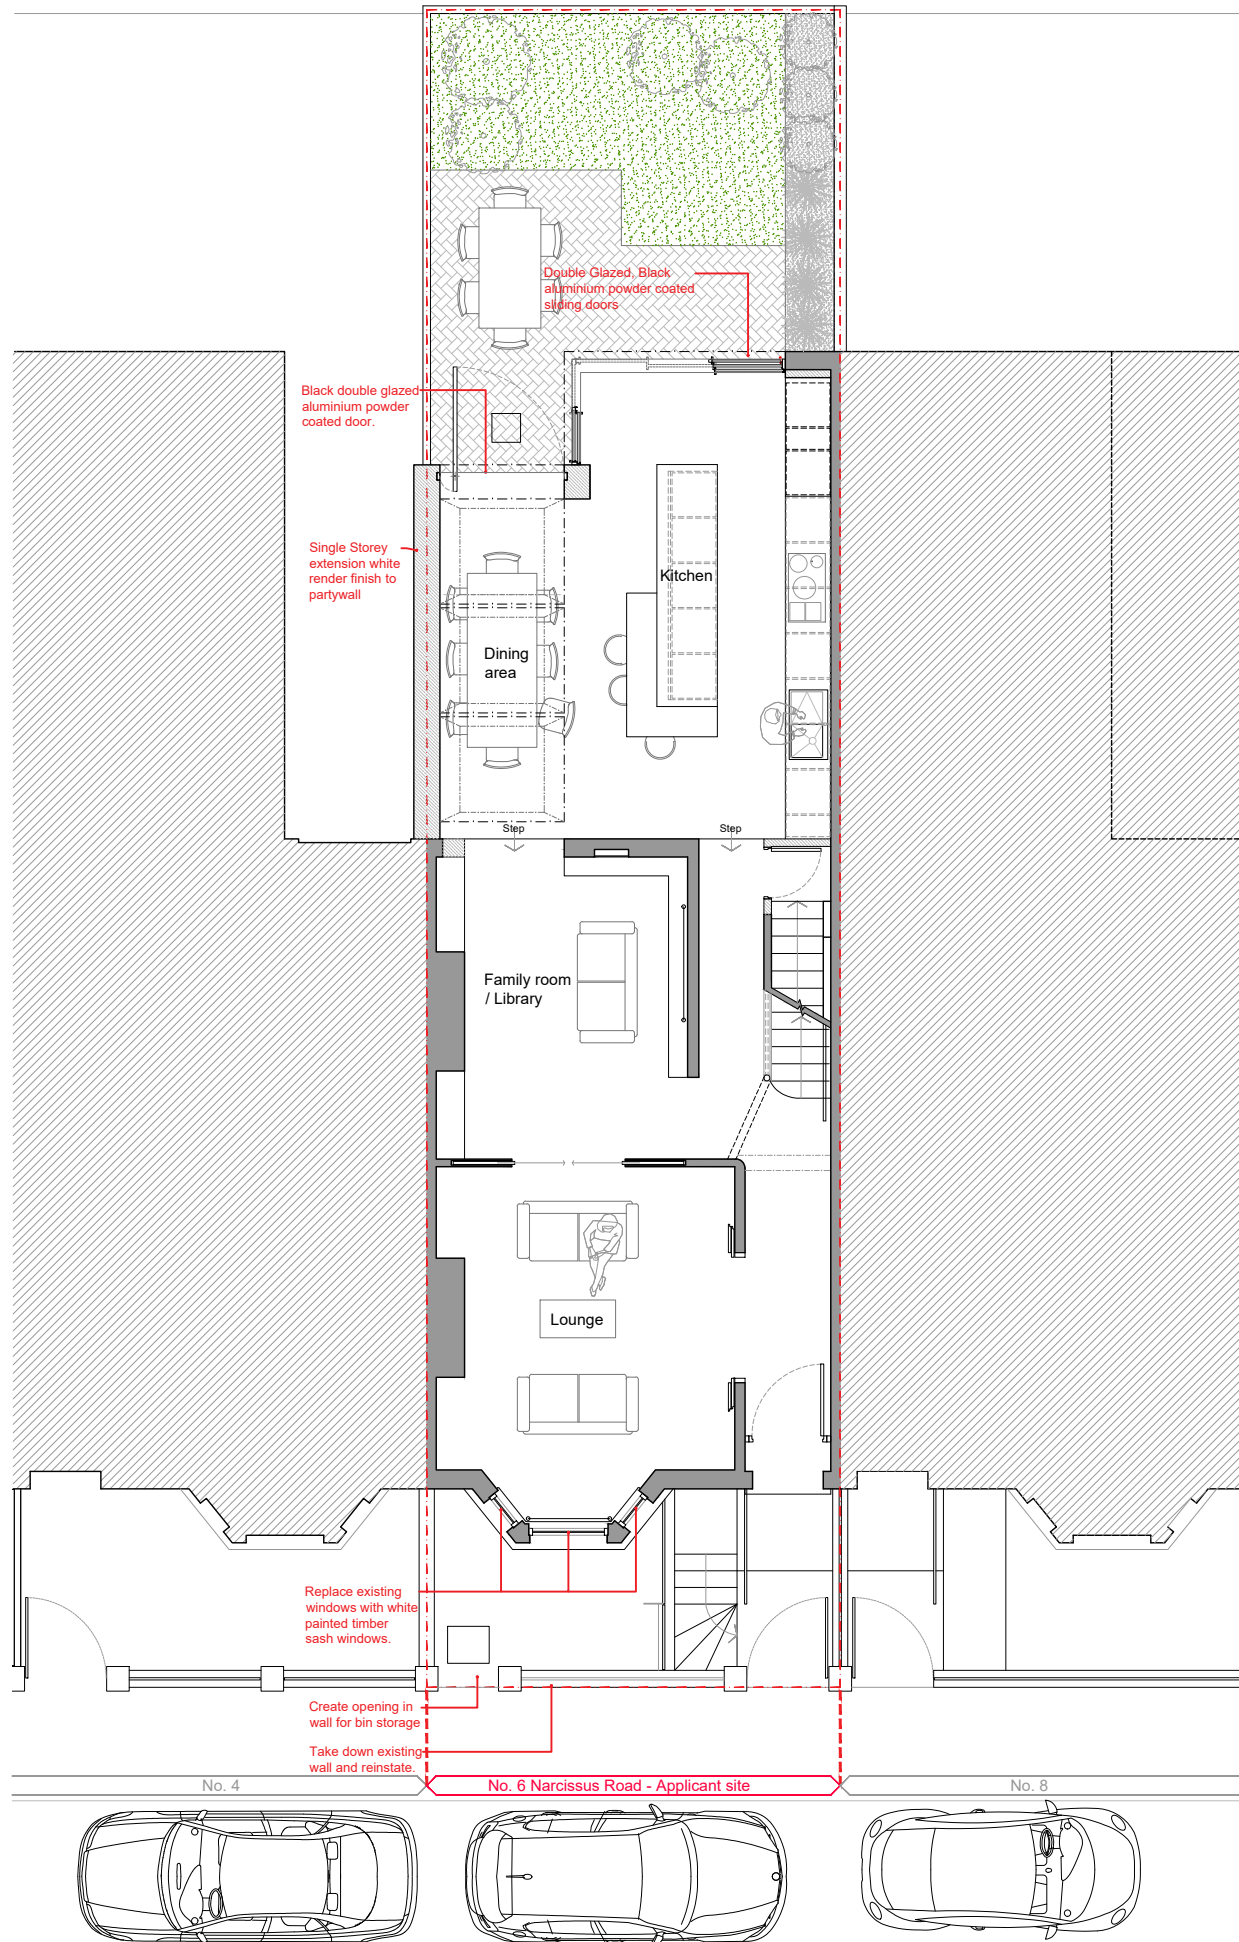 Double Glazed, Black
aluminium powder coated
sliding doors
Black double glazed
aluminium powder
coated door.
Single Storey
extension white
render finish to
partywall
Kitchen
Dining
area
Step
Step
Family room
/ Library
Lounge
Replace existing
windows with white
painted timber
sash windows.
Create opening in
wall for bin storage
Take down existing
wall and reinstate.
No. 4
No. 6 Narcissus Road - Applicant site
No. 8